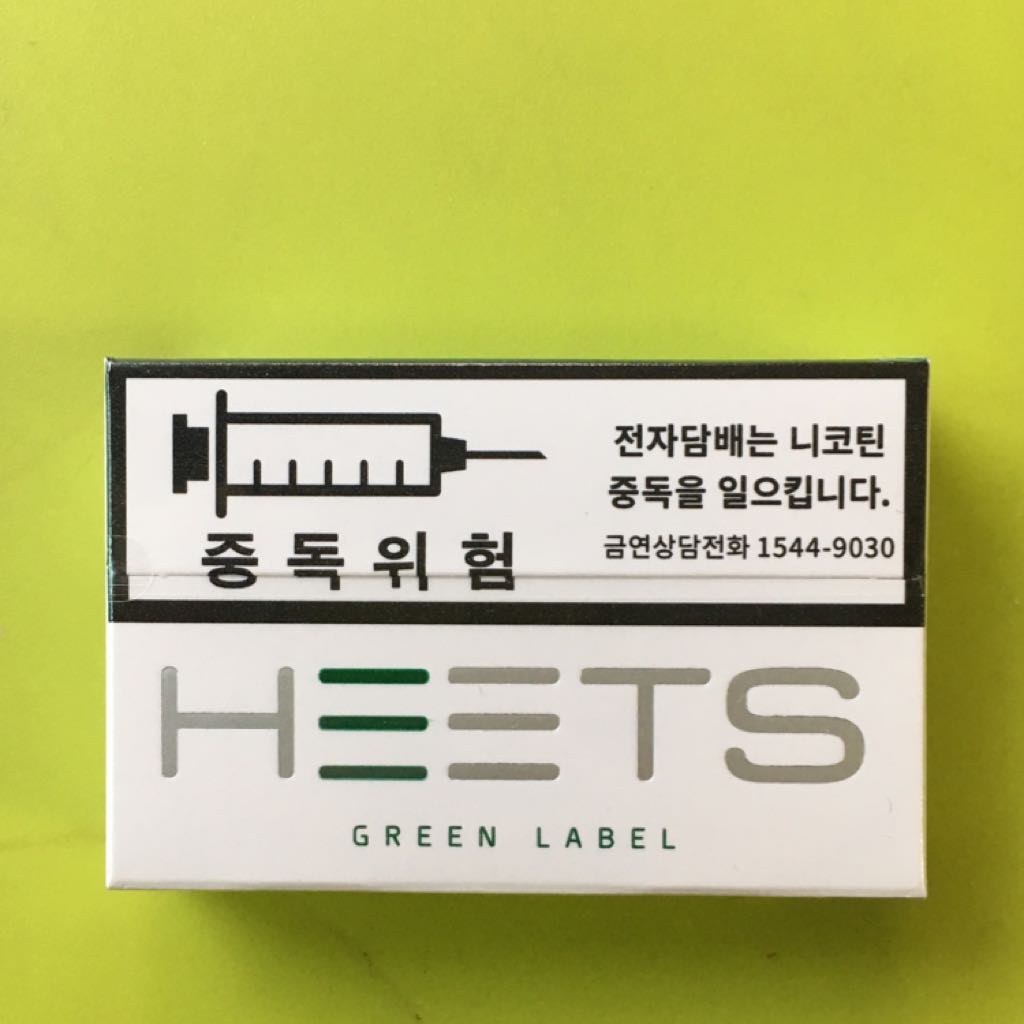 전자담배는 니코틴
중독을 일으킵니다.
금연상담전화 1544-9030
중독위험
HEETS
GREEN LABEL